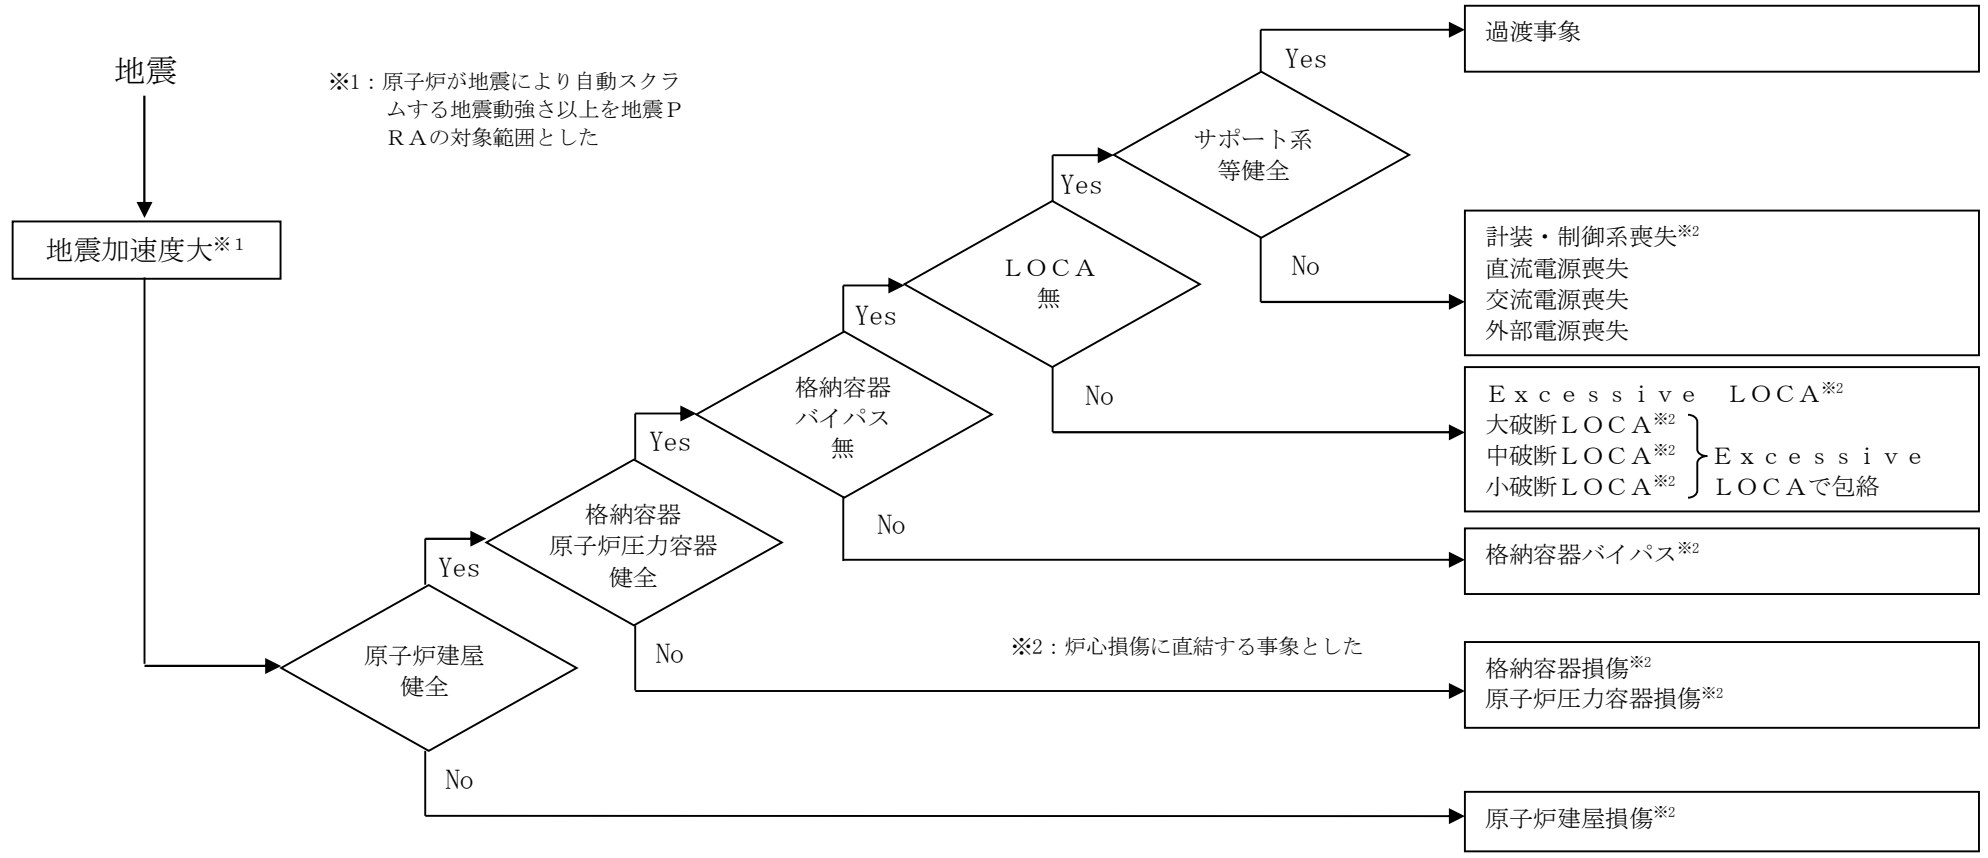 地震
※1：原子炉が地震により自動スクラ
ムする地震動強さ以上を地震Ｐ
ＲＡの対象範囲とした
地震加速度大※1
原子炉建屋
健全
Yes
No
格納容器
原子炉圧力容器
健全
Yes
No
格納容器
バイパス
無
Yes
No
ＬＯＣＡ
無
Yes
No
サポート系
等健全
Yes
No
過渡事象
計装・制御系喪失※2
直流電源喪失
交流電源喪失
外部電源喪失
Ｅｘｃｅｓｓｉｖｅ　ＬＯＣＡ※2
大破断ＬＯＣＡ※2
中破断ＬＯＣＡ※2
小破断ＬＯＣＡ※2
Ｅｘｃｅｓｓｉｖｅ
ＬＯＣＡで包絡
格納容器バイパス※2
※2：炉心損傷に直結する事象とした
格納容器損傷※2
原子炉圧力容器損傷※2
原子炉建屋損傷※2